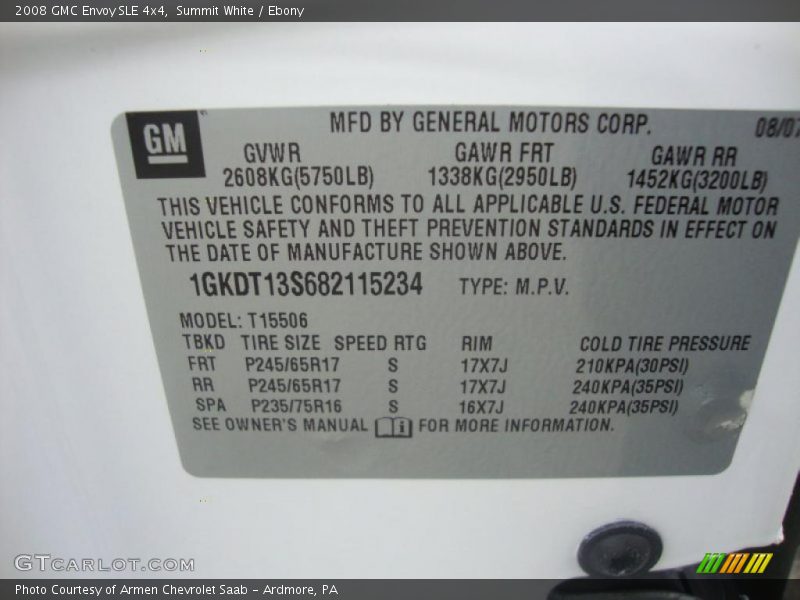 2008 GMC Envoy SLE 4x4, Summit White / Ebony
GM
MFD BY GENERAL MOTORS CORP. 08/07
GVWR GAWR FRT GAWR RR
2608KG(5750LB) 1338KG(2950LB) 1452KG(3200LB)
THIS VEHICLE CONFORMS TO ALL APPLICABLE U.S. FEDERAL MOTOR
VEHICLE SAFETY AND THEFT PREVENTION STANDARDS IN EFFECT ON
THE DATE OF MANUFACTURE SHOWN ABOVE.
1GKDT13S682115234 TYPE: M.P.V.
MODEL: T15506
TBKD TIRE SIZE SPEED RTG RIM COLD TIRE PRESSURE
FRT P245/65R17 S 17X7J 210KPA(30PSI)
RR P245/65R17 S 17X7J 240KPA(35PSI)
SPA P235/75R16 S 16X7J 240KPA(35PSI)
SEE OWNER'S MANUAL i FOR MORE INFORMATION.
GTCARLOT.COM
Photo Courtesy of Armen Chevrolet Saab - Ardmore, PA